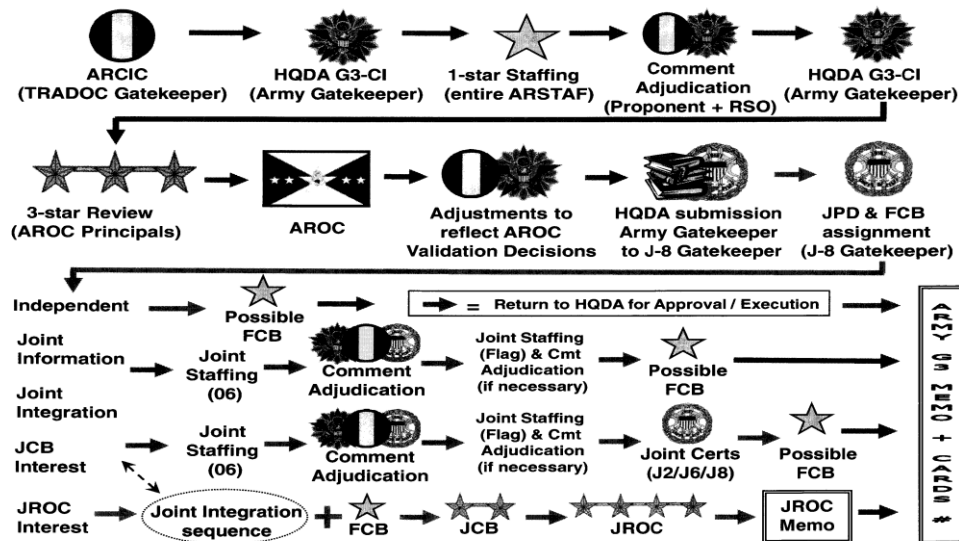 ARCIC
(TRADOC Gatekeeper)
HQDA G3-CI
(Army Gatekeeper)
1-star Staffing
(entire ARSTAF)
Comment
Adjudication
(Proponent + RSO)
HQDA G3-CI
(Army Gatekeeper)
3-star Review
(AROC Principals)
AROC
Adjustments to
reflect AROC
Validation Decisions
HQDA submission
Army Gatekeeper
to J-8 Gatekeeper
JPD & FCB
assignment
(J-8 Gatekeeper)
Independent
Possible
FCB
= Return to HQDA for Approval / Execution
Joint
Information
Joint
Integration
Joint
Staffing
(06)
Comment
Adjudication
Joint Staffing
(Flag) & Cmt
Adjudication
(if necessary)
Possible
FCB
JCB
Interest
Joint
Staffing
(06)
Comment
Adjudication
Joint Staffing
(Flag) & Cmt
Adjudication
(if necessary)
Joint Certs
(J2/J6/J8)
Possible
FCB
JROC
Interest
Joint Integration
sequence
+
FCB
JCB
JROC
JROC
Memo
ARMY G3 MEMO + CARDS #